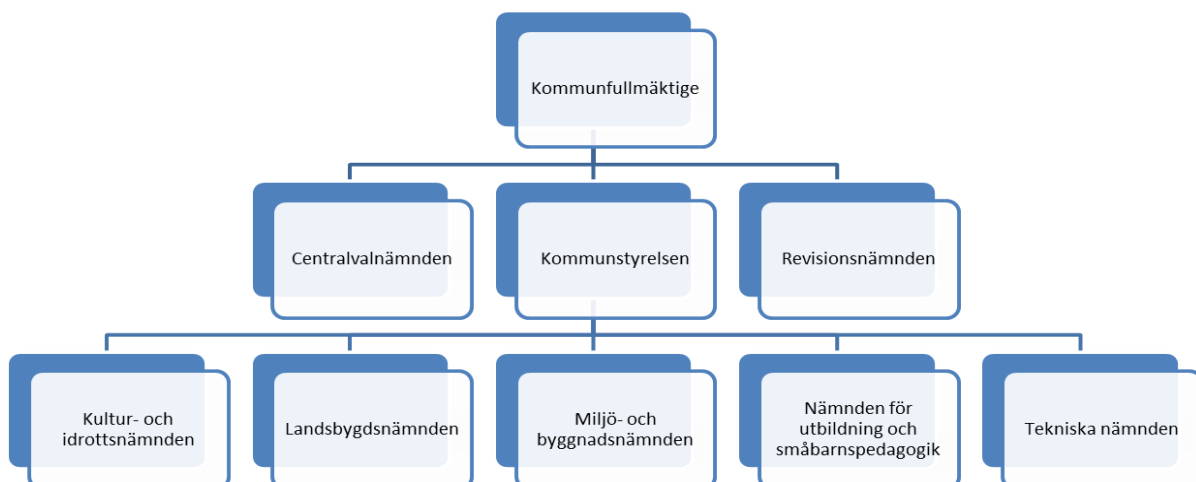 Kommunfullmäktige
Centralvalnämnden
Kommunstyrelsen
Revisionsnämnden
Kultur- och
idrottsnämnden
Landsbygdsnämnden
Miljö- och
byggnadsnämnden
Nämnden för
utbildning och
småbarnspedagogik
Tekniska nämnden